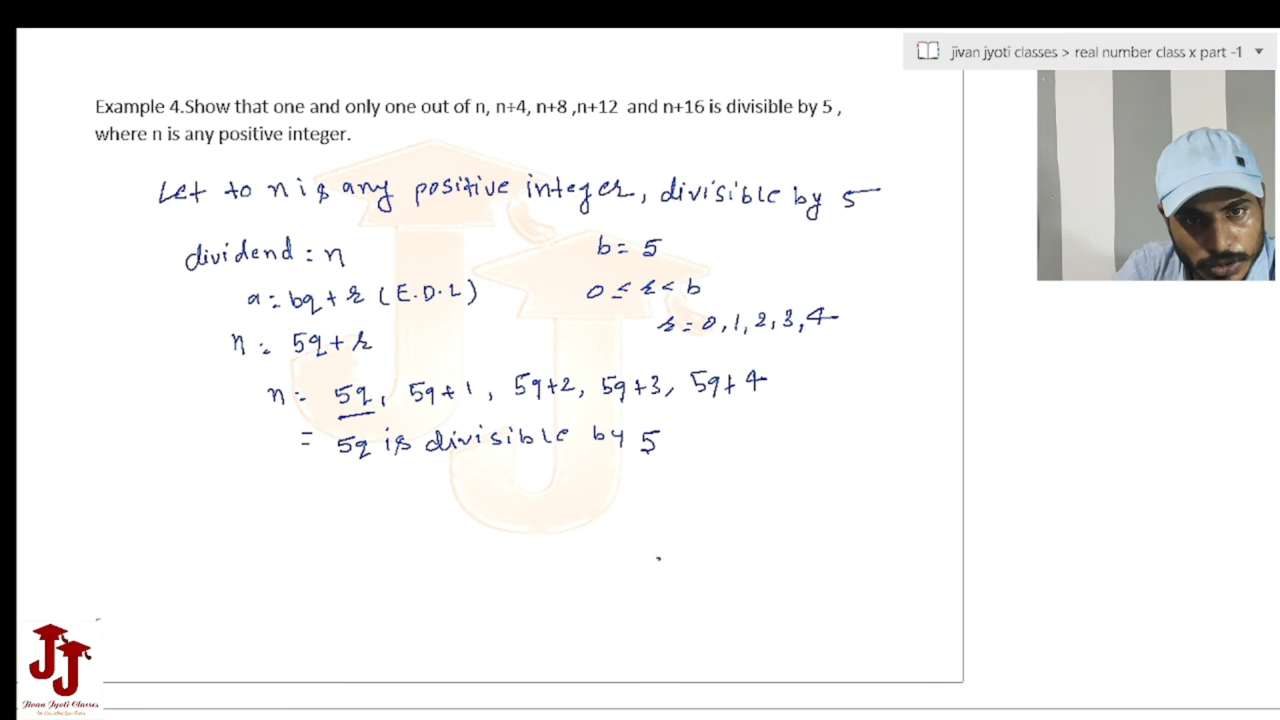 jivan jyoti classes > real number class x part -1
Example 4.Show that one and only one out of n, n+4, n+8 ,n+12 and n+16 is divisible by 5 ,
where n is any positive integer.
Let to n is any positive integer, divisible by 5
dividend = n
b = 5
a = bq + r (E.D.L)
0 ≤ r < b
r = 0, 1, 2, 3, 4
n = 5q + r
n = 5q, 5q+1, 5q+2, 5q+3, 5q+4
= 5q is divisible by 5
JJ
Jivan Jyoti Classes